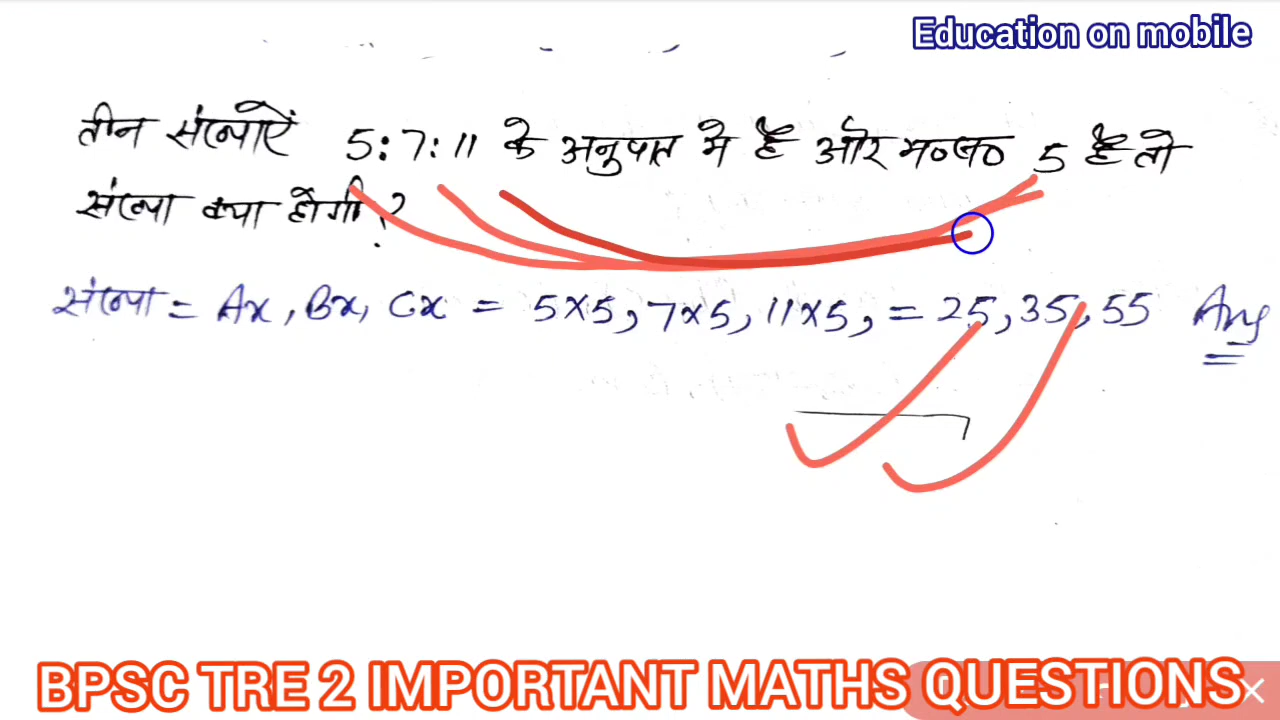 Education on mobile
तीन संख्याऐं 5:7:11 के अनुपात मे है और म०स० 5 है तो
संख्या क्या होगी?
संख्या = Ax, Bx, Cx = 5×5, 7×5, 11×5, = 25, 35, 55 Ans
BPSC TRE 2 IMPORTANT MATHS QUESTIONS